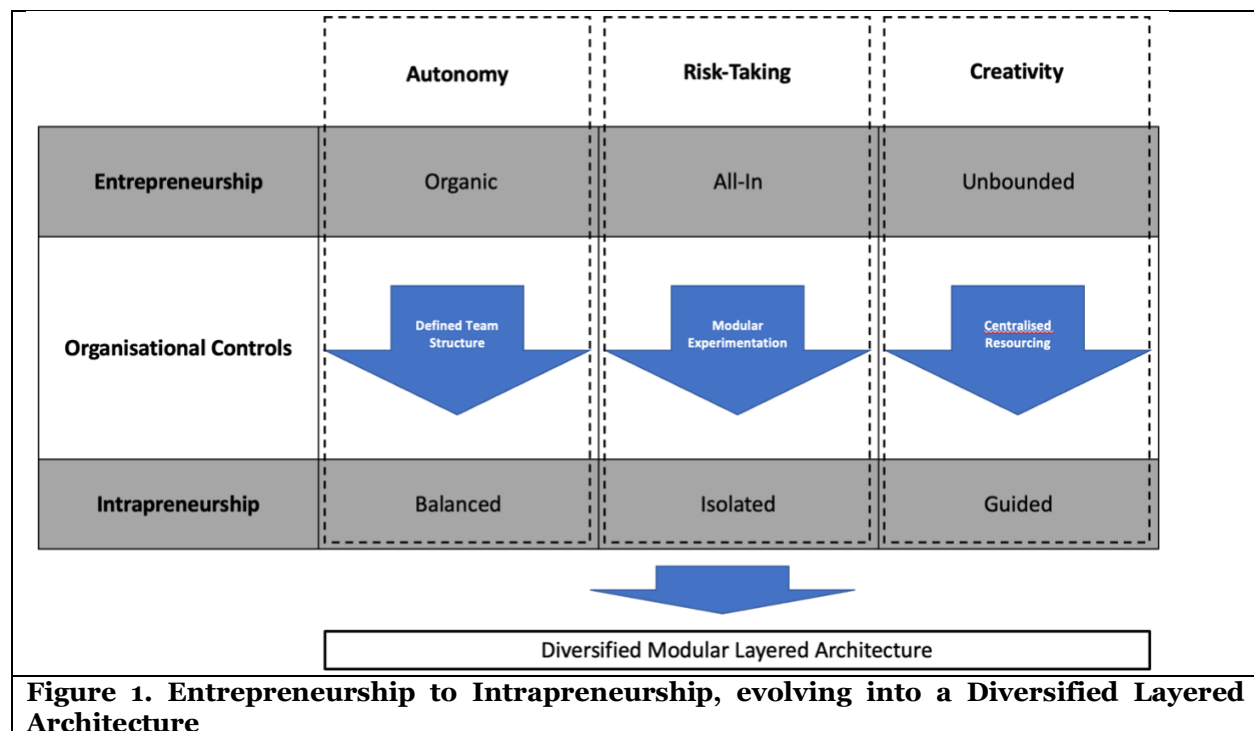 Autonomy Risk-Taking Creativity
Entrepreneurship Organic All-In Unbounded
Organisational Controls
Defined Team
Structure
Modular
Experimentation
Centralised
Resourcing
Intrapreneurship Balanced Isolated Guided
Diversified Modular Layered Architecture
Figure 1. Entrepreneurship to Intrapreneurship, evolving into a Diversified Layered
Architecture